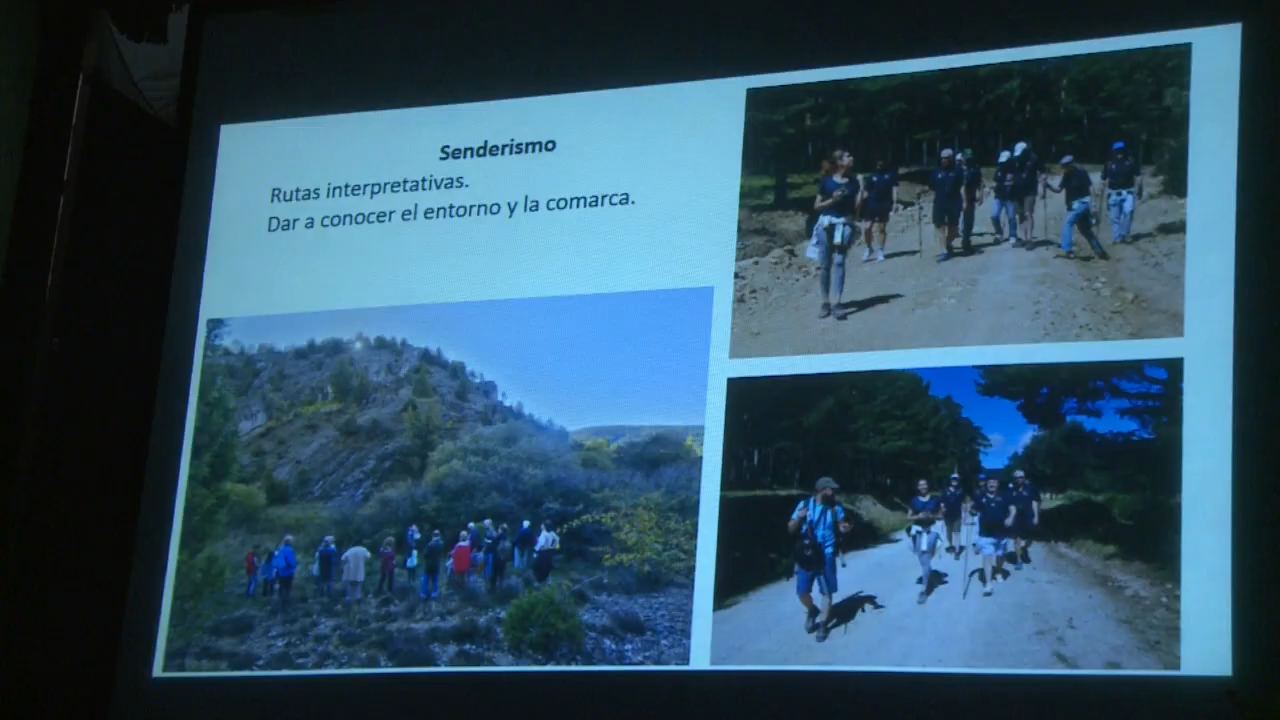 Senderismo
Rutas interpretativas.
Dar a conocer el entorno y la comarca.